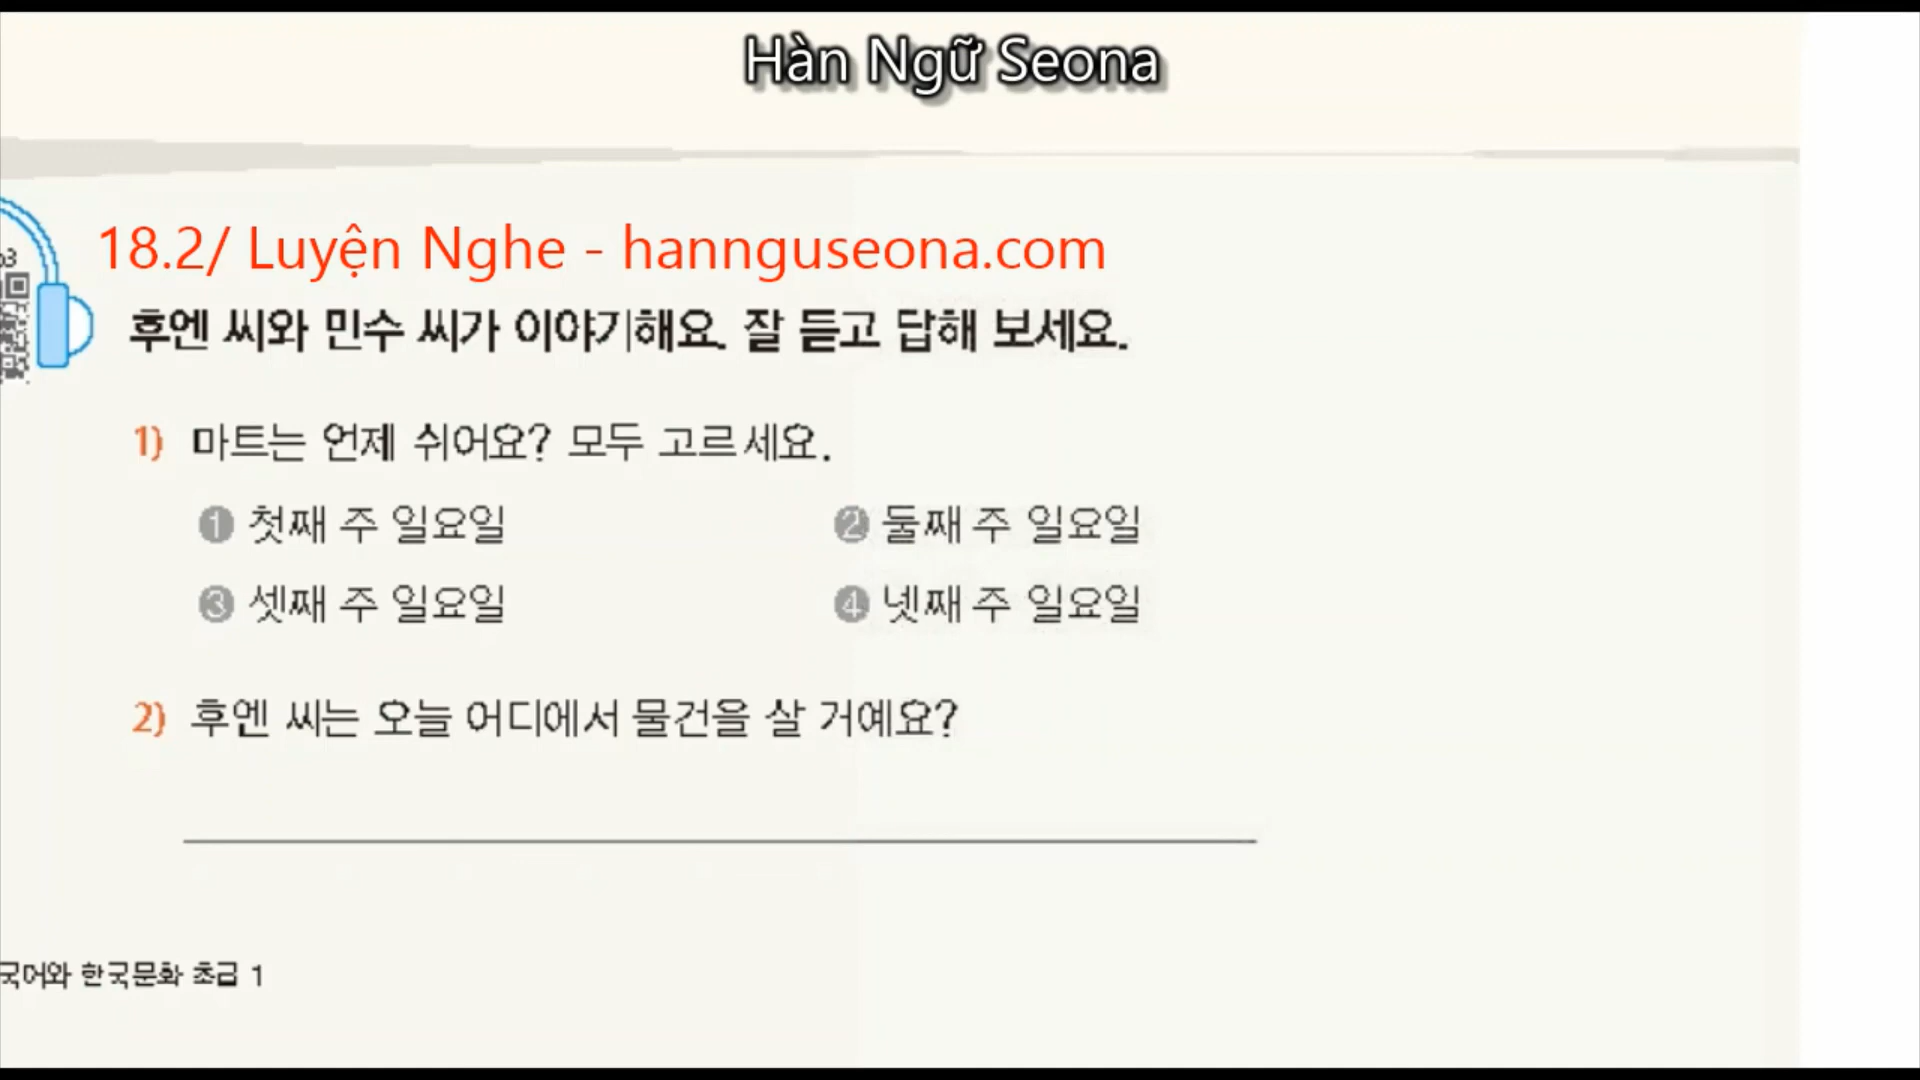 Hàn Ngữ Seona
18.2/ Luyện Nghe - hannguseona.com
후엔 씨와 민수 씨가 이야기해요. 잘 듣고 답해 보세요.
1) 마트는 언제 쉬어요? 모두 고르세요.
① 첫째 주 일요일 ② 둘째 주 일요일
③ 셋째 주 일요일 ④ 넷째 주 일요일
2) 후엔 씨는 오늘 어디에서 물건을 살 거예요?
국어와 한국문화 초급 1